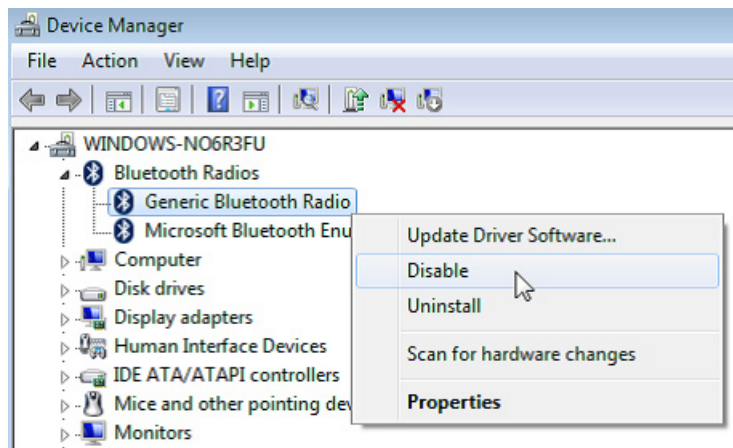 Device Manager
File Action View Help
WINDOWS-NO6R3FU
Bluetooth Radios
Generic Bluetooth Radio
Microsoft Bluetooth Enu
Update Driver Software...
Computer
Disable
Disk drives
Uninstall
Display adapters
Human Interface Devices
Scan for hardware changes
IDE ATA/ATAPI controllers
Mice and other pointing dev
Properties
Monitors